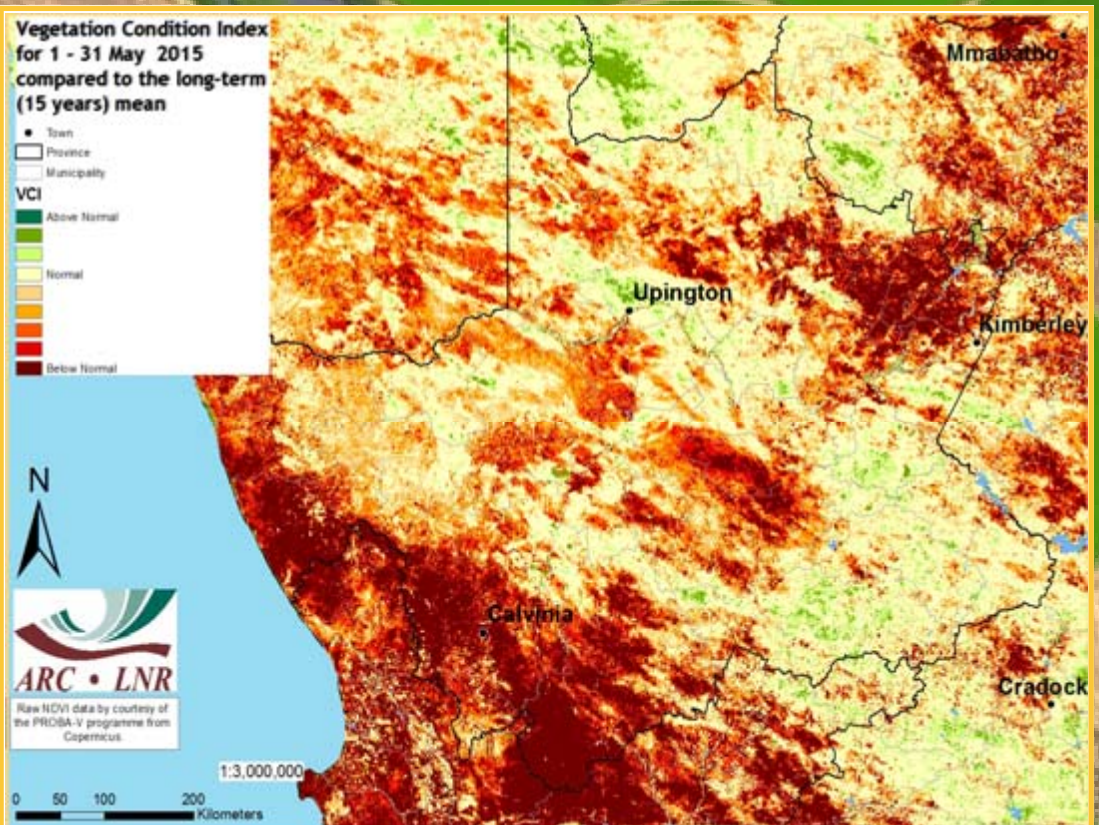 Vegetation Condition Index
for 1 - 31 May 2015
compared to the long-term
(15 years) mean
Town
Province
Municipality
VCI
Above Normal
Normal
Below Normal
Mmabatho
Upington
Kimberley
Calvinia
Cradock
N
ARC • LNR
Raw NDVI data by courtesy of
the PROBA-V programme from
Copernicus
1:3,000,000
0 50 100 200
Kilometers